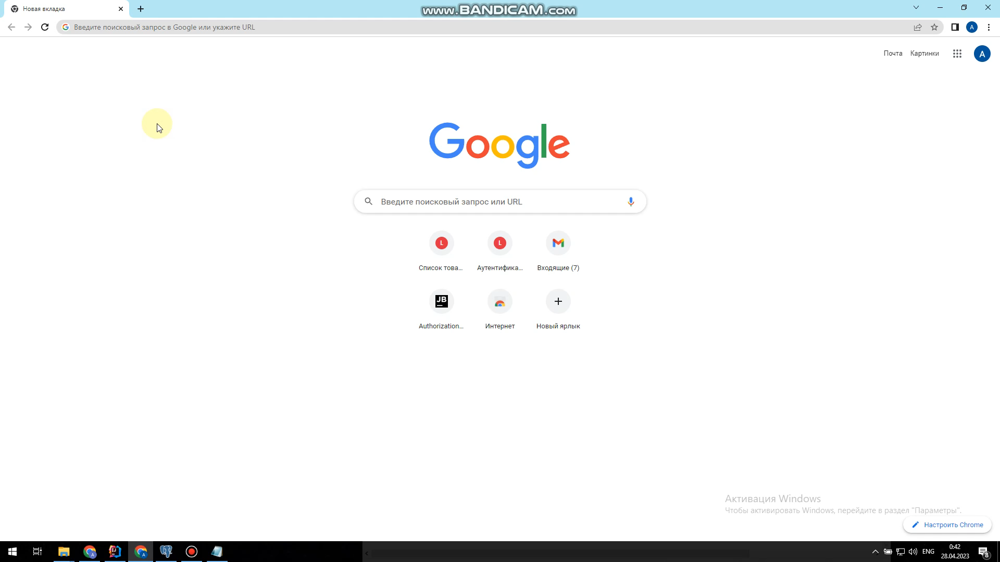 Новая вкладка
www.BANDICAM.com
Введите поисковый запрос в Google или укажите URL
A
Почта
Картинки
A
Google
Введите поисковый запрос или URL
L
L
Список това...
Аутентифика...
Входящие (7)
JB
Authorization...
Интернет
Новый ярлык
Активация Windows
Чтобы активировать Windows, перейдите в раздел "Параметры".
Настроить Chrome
A
IJ
A
ENG
0:42
28.04.2023
8